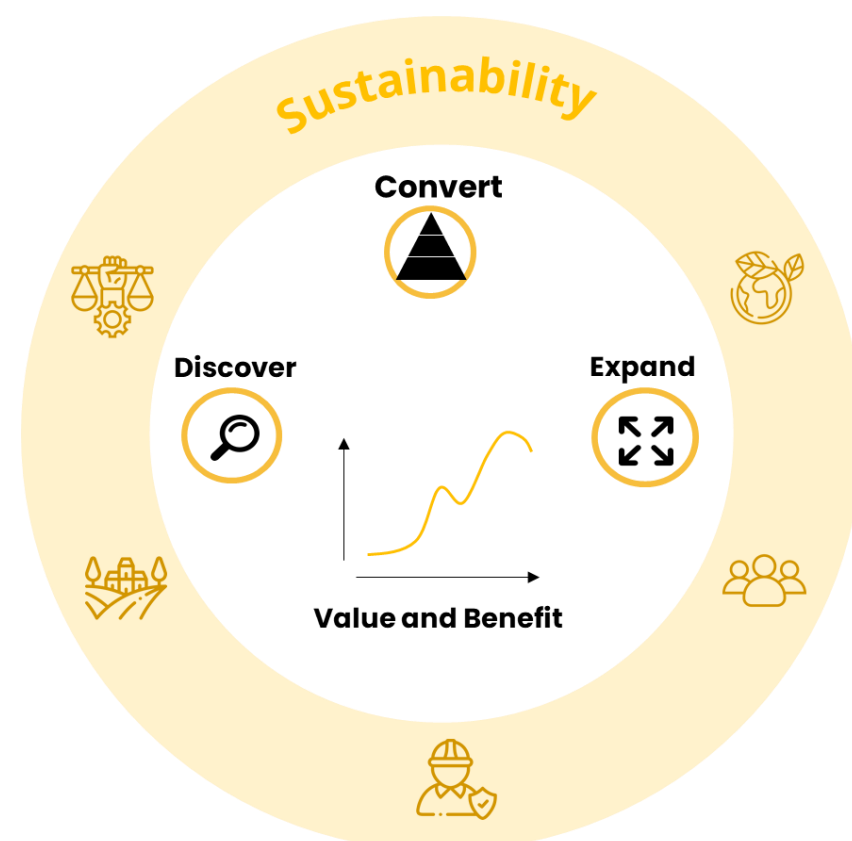 Sustainability
Convert
Discover
Expand
Value and Benefit